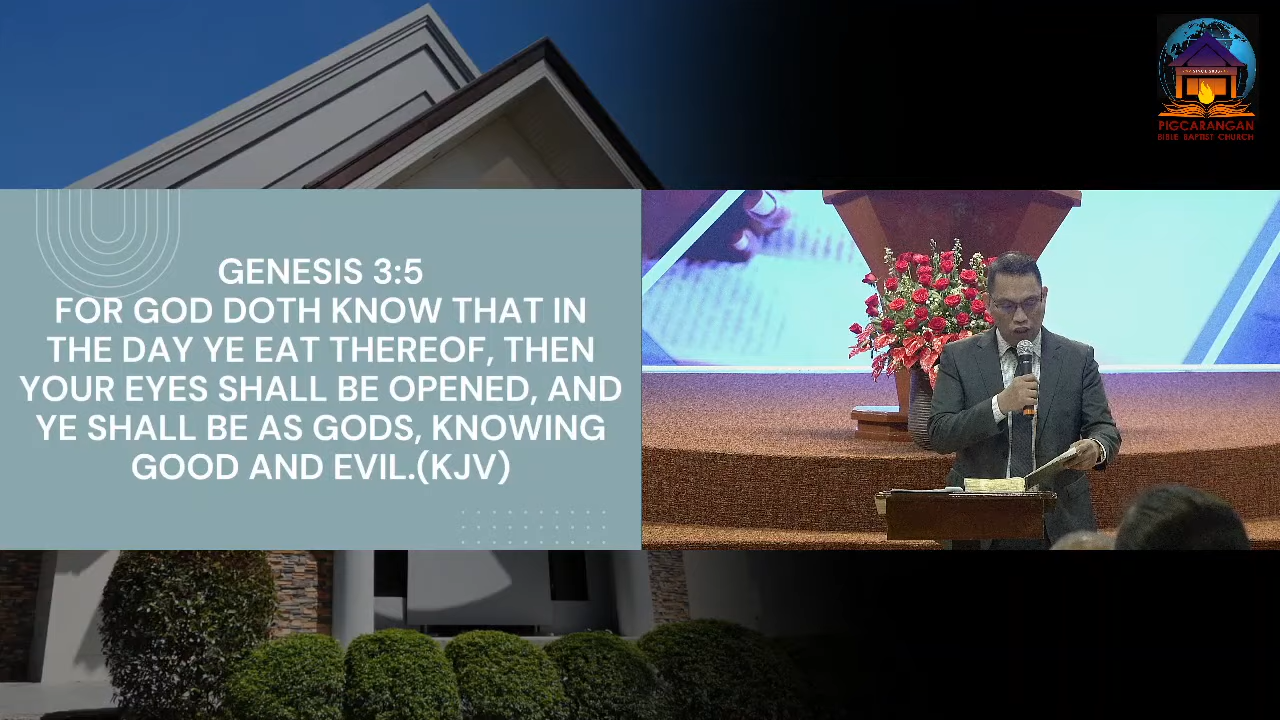 GENESIS 3:5
FOR GOD DOTH KNOW THAT IN
THE DAY YE EAT THEREOF, THEN
YOUR EYES SHALL BE OPENED, AND
YE SHALL BE AS GODS, KNOWING
GOOD AND EVIL.(KJV)
PIGCARANGAN
BIBLE BAPTIST CHURCH